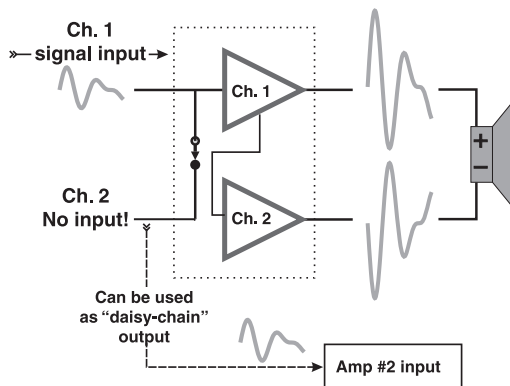 Ch. 1
signal input
Ch. 1
+
−
Ch. 2
No input!
Ch. 2
Can be used
as “daisy-chain”
output
Amp #2 input